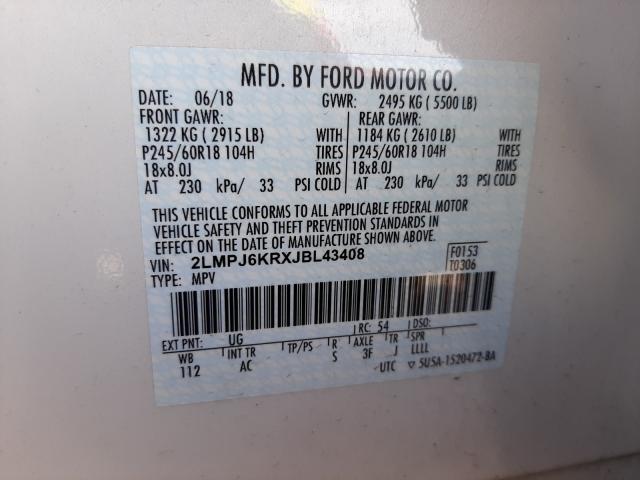 MFD. BY FORD MOTOR CO.
DATE: 06/18 GVWR: 2495 KG ( 5500 LB)
FRONT GAWR: REAR GAWR:
1322 KG ( 2915 LB) WITH 1184 KG ( 2610 LB) WITH
P245/60R18 104H TIRES P245/60R18 104H TIRES
18x8.0J RIMS 18x8.0J RIMS
AT 230 kPa/ 33 PSI COLD AT 230 kPa/ 33 PSI COLD
THIS VEHICLE CONFORMS TO ALL APPLICABLE FEDERAL MOTOR
VEHICLE SAFETY AND THEFT PREVENTION STANDARDS IN
EFFECT ON THE DATE OF MANUFACTURE SHOWN ABOVE.
VIN: 2LMPJ6KRXJBL43408 F0153
TYPE: MPV T0306
EXT PNT: UG RC: 54 DSO:
WB INT TR TP/PS R AXLE TR SPR
112 AC S 3F J LLLL
UTC ▽ 5U5A-1520472-BA